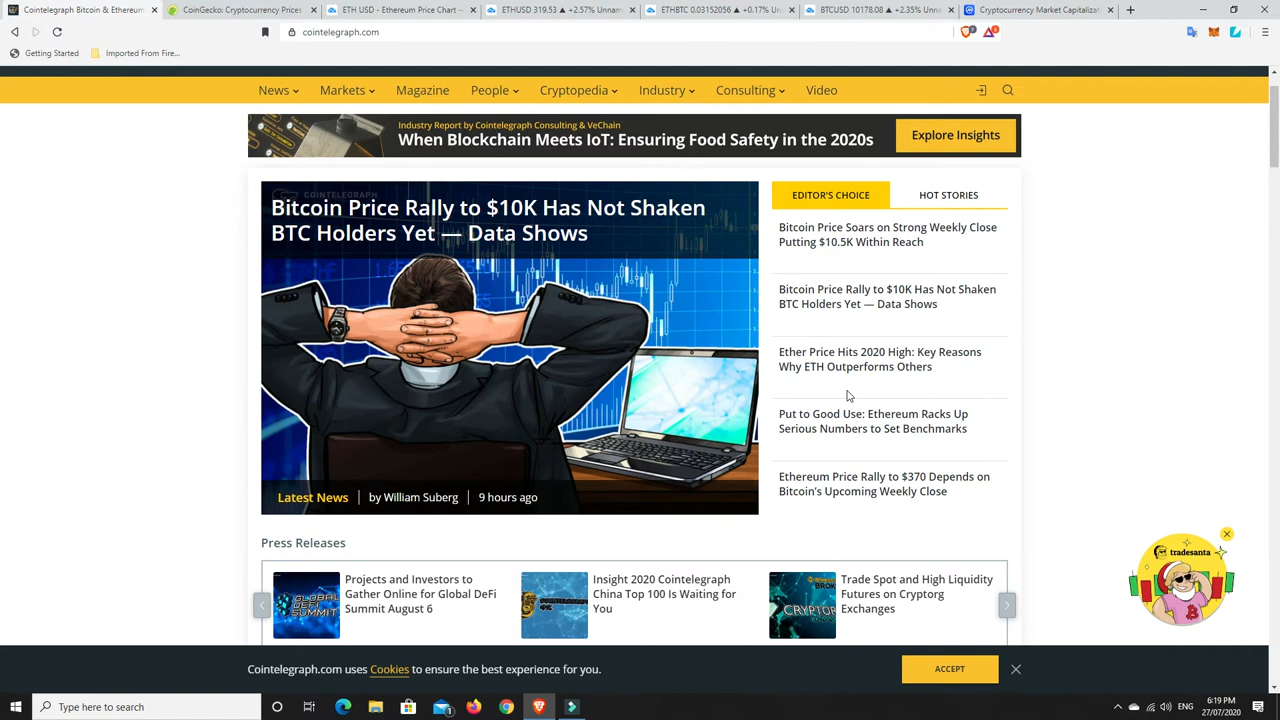 Cointelegraph Bitcoin & Ethereum
CoinGecko: Cryptocurrency Prices
ETH USD - Ethereum Price Chart —
ETHUSD 319.53 ▲ +2.57% Unnam
ETHBTC 0.03152056 ▲ +0.17% Un
BTCUSD 10178.08 ▲ +2.35% Unn
Cryptocurrency Market Capitaliza
cointelegraph.com
Getting Started
Imported From Fire...
News
Markets
Magazine
People
Cryptopedia
Industry
Consulting
Video
Industry Report by Cointelegraph Consulting & VeChain
When Blockchain Meets IoT: Ensuring Food Safety in the 2020s
Explore Insights
COINTELEGRAPH
Bitcoin Price Rally to $10K Has Not Shaken
BTC Holders Yet — Data Shows
Latest News
by William Suberg
9 hours ago
EDITOR'S CHOICE
HOT STORIES
Bitcoin Price Soars on Strong Weekly Close
Putting $10.5K Within Reach
Bitcoin Price Rally to $10K Has Not Shaken
BTC Holders Yet — Data Shows
Ether Price Hits 2020 High: Key Reasons
Why ETH Outperforms Others
Put to Good Use: Ethereum Racks Up
Serious Numbers to Set Benchmarks
Ethereum Price Rally to $370 Depends on
Bitcoin's Upcoming Weekly Close
tradesanta
Press Releases
GLOBAL
DEFI
SUMMIT
Projects and Investors to
Gather Online for Global DeFi
Summit August 6
Insight 2020 Cointelegraph
China Top 100 Is Waiting for
You
Trade Spot and High Liquidity
Futures on Cryptorg
Exchanges
Cointelegraph.com uses Cookies to ensure the best experience for you.
ACCEPT
Type here to search
ENG
6:19 PM
27/07/2020